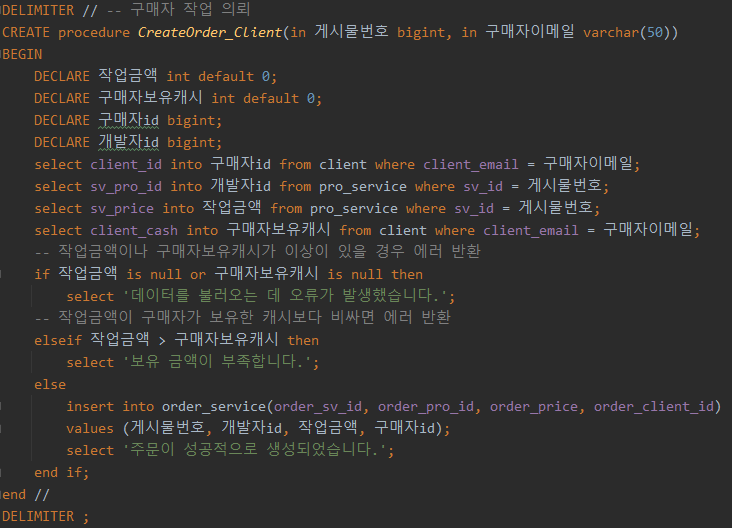 DELIMITER // -- 구매자 작업 의뢰
CREATE procedure CreateOrder_Client(in 게시물번호 bigint, in 구매자이메일 varchar(50))
BEGIN
DECLARE 작업금액 int default 0;
DECLARE 구매자보유캐시 int default 0;
DECLARE 구매자id bigint;
DECLARE 개발자id bigint;
select client_id into 구매자id from client where client_email = 구매자이메일;
select sv_pro_id into 개발자id from pro_service where sv_id = 게시물번호;
select sv_price into 작업금액 from pro_service where sv_id = 게시물번호;
select client_cash into 구매자보유캐시 from client where client_email = 구매자이메일;
-- 작업금액이나 구매자보유캐시가 이상이 있을 경우 에러 반환
if 작업금액 is null or 구매자보유캐시 is null then
select '데이터를 불러오는 데 오류가 발생했습니다.';
-- 작업금액이 구매자가 보유한 캐시보다 비싸면 에러 반환
elseif 작업금액 > 구매자보유캐시 then
select '보유 금액이 부족합니다.';
else
insert into order_service(order_sv_id, order_pro_id, order_price, order_client_id)
values (게시물번호, 개발자id, 작업금액, 구매자id);
select '주문이 성공적으로 생성되었습니다.';
end if;
end //
DELIMITER ;